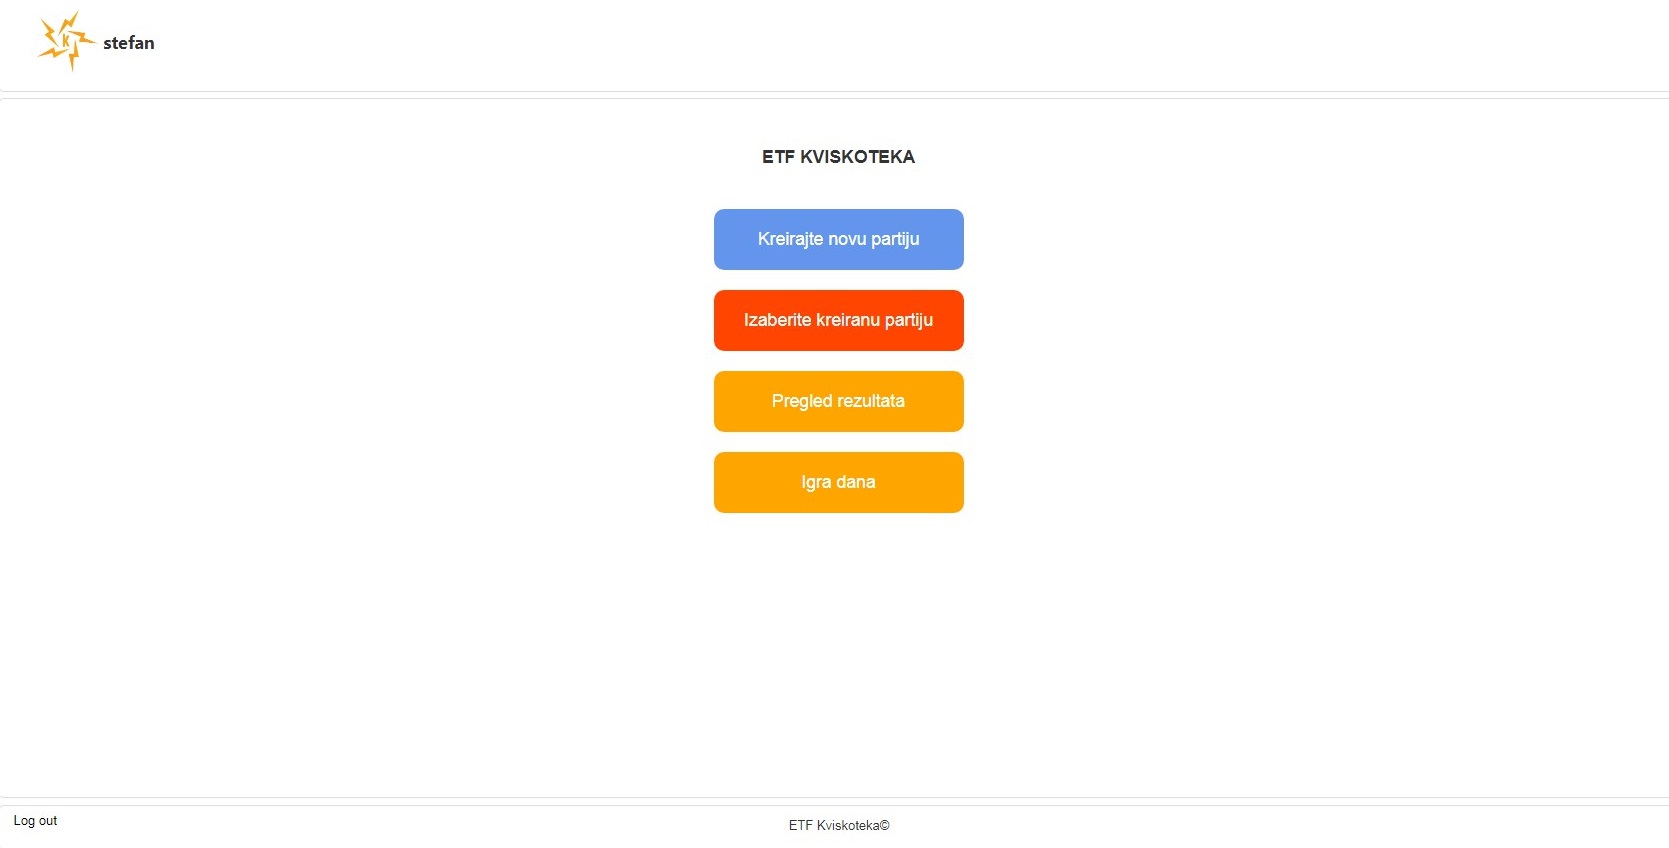 K
stefan
ETF KVISKOTEKA
Kreirajte novu partiju
Izaberite kreiranu partiju
Pregled rezultata
Igra dana
Log out
ETF Kviskoteka©